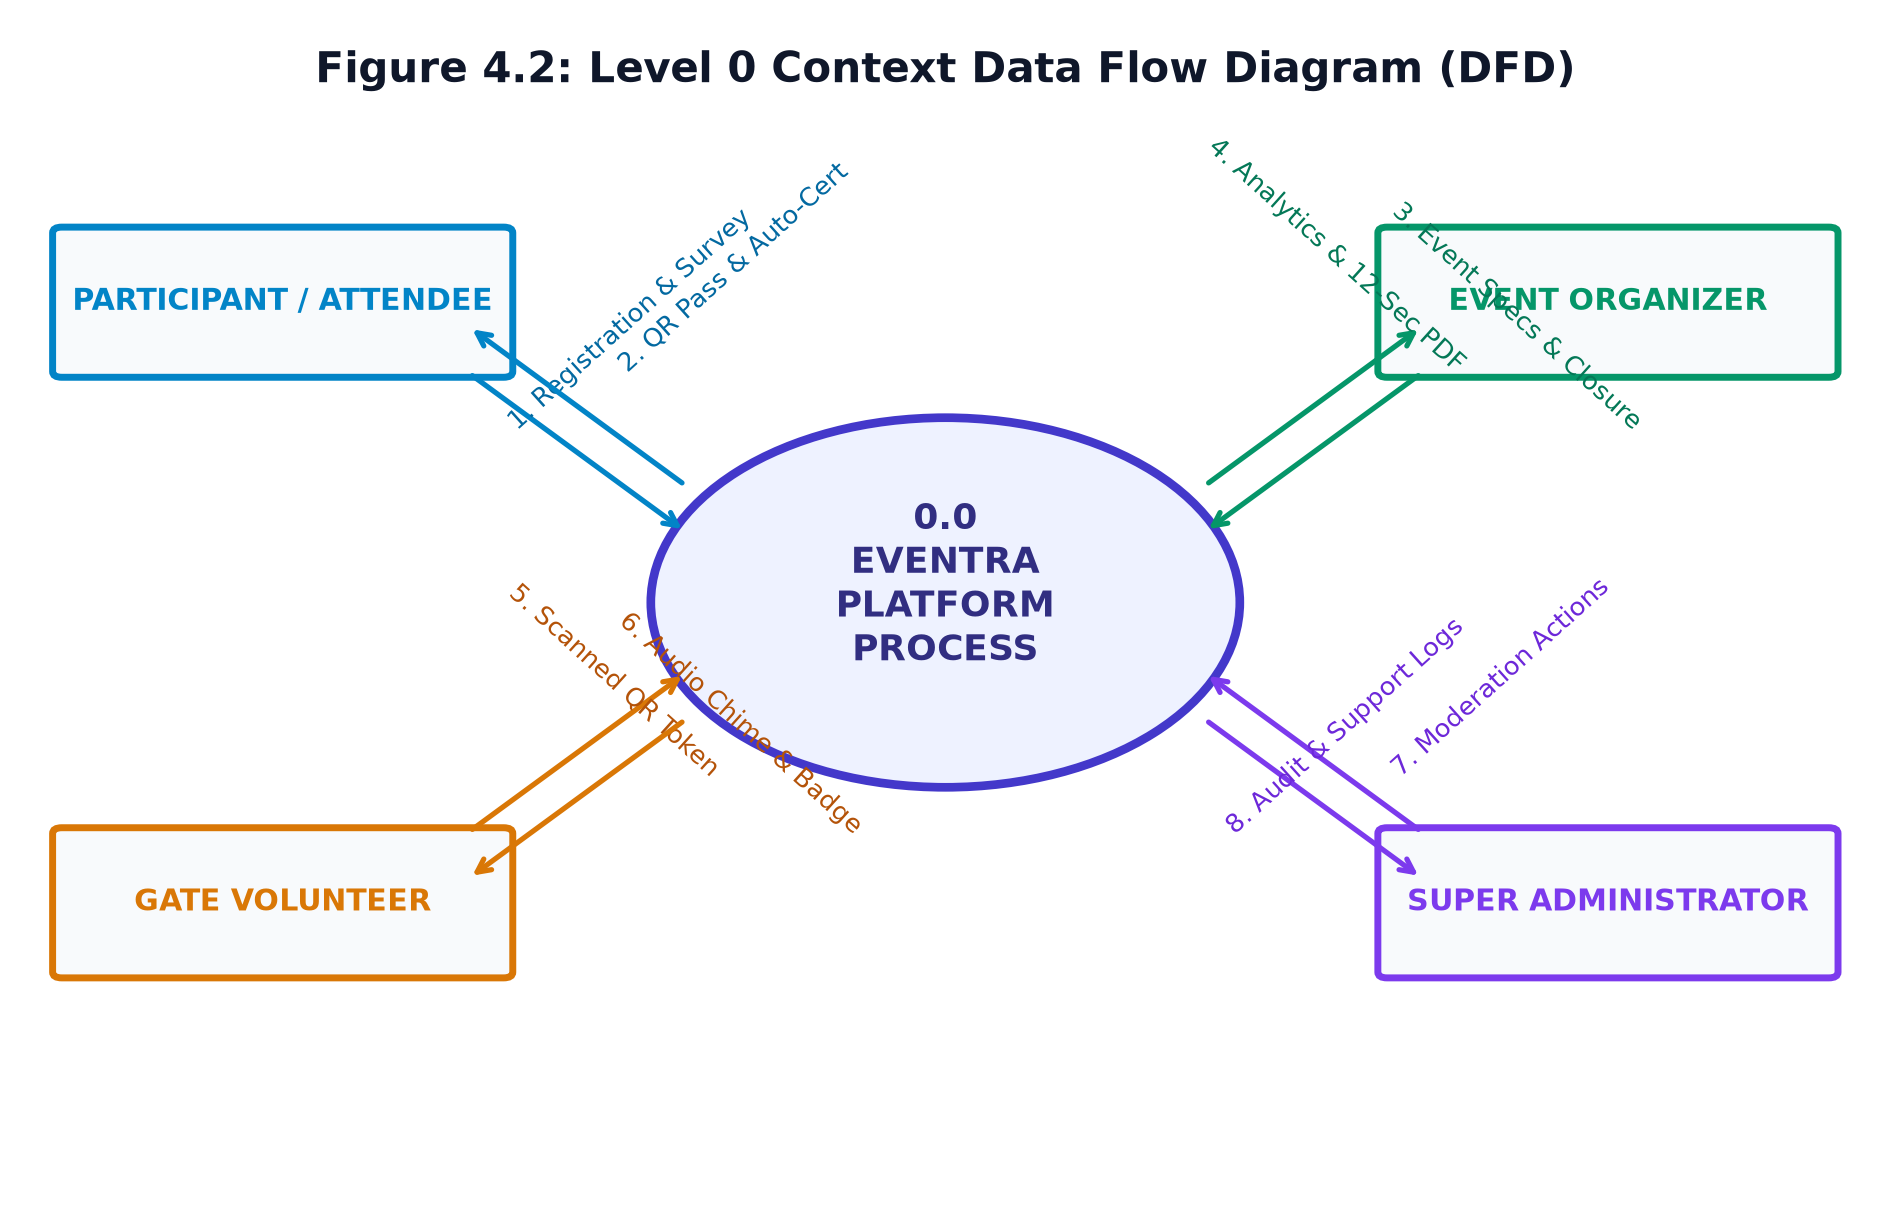 Figure 4.2: Level 0 Context Data Flow Diagram (DFD)
PARTICIPANT / ATTENDEE
1. Registration & Survey
2. QR Pass & Auto-Cert
4. Analytics & 12-Sec PDF
3. Event Specs & Closure
EVENT ORGANIZER
0.0
EVENTRA
PLATFORM
PROCESS
5. Scanned QR Token
6. Audio Chime & Badge
8. Audit & Support Logs
7. Moderation Actions
GATE VOLUNTEER
SUPER ADMINISTRATOR